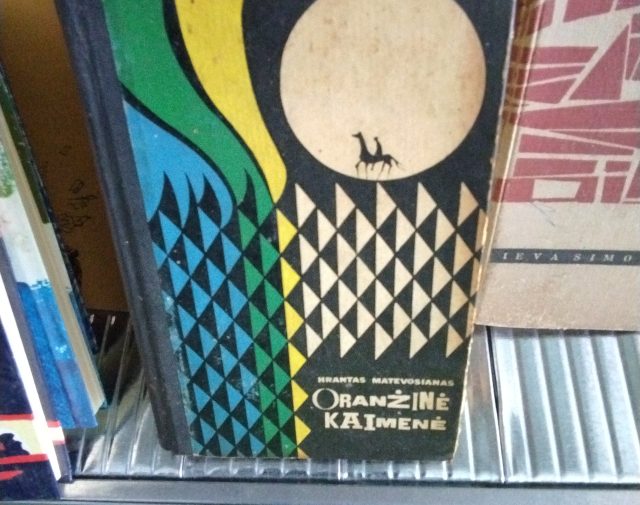 HRANTAS MATEVOSIANAS
ORANŽINĖ
KAIMENĖ
IEVA SIMO